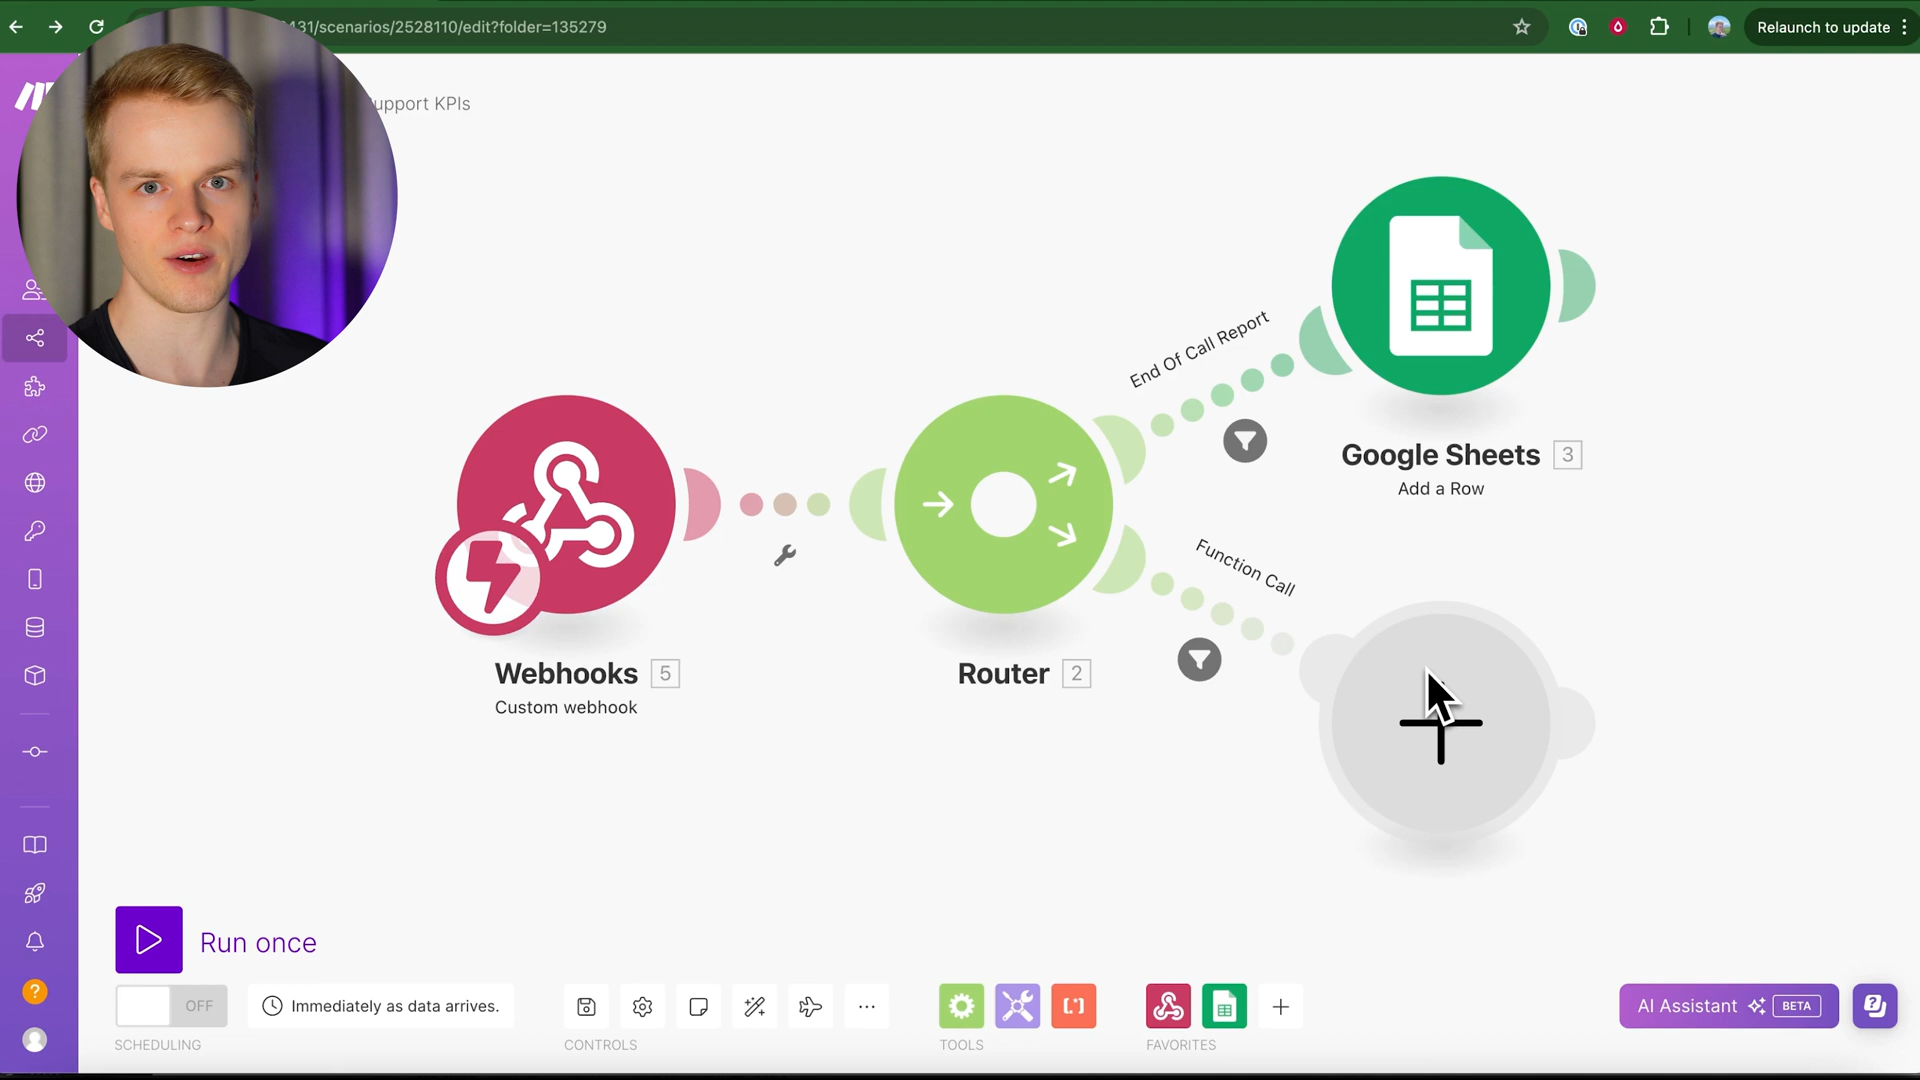 31/scenarios/2528110/edit?folder=135279
Relaunch to update
upport KPIs
End Of Call Report
Google Sheets 3
Add a Row
Function Call
Webhooks 5
Custom webhook
Router 2
Run once
OFF
Immediately as data arrives.
AI Assistant BETA
SCHEDULING
CONTROLS
TOOLS
FAVORITES